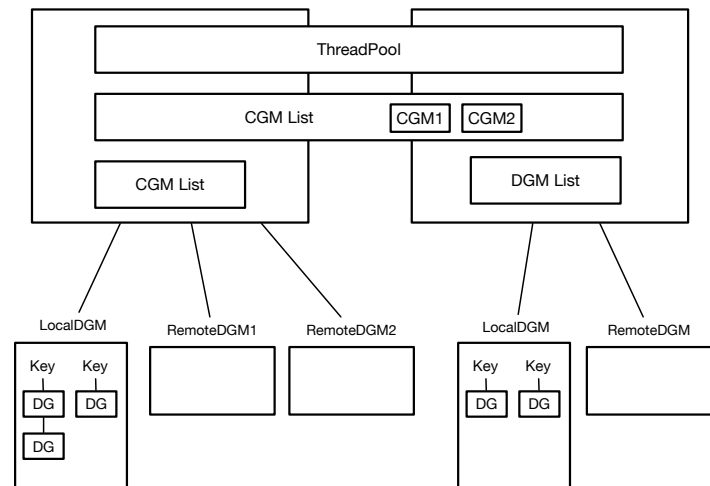 ThreadPool
CGM List CGM1 CGM2
CGM List
DGM List
LocalDGM
RemoteDGM1
RemoteDGM2
LocalDGM
RemoteDGM
Key Key
DG DG
DG
Key Key
DG DG